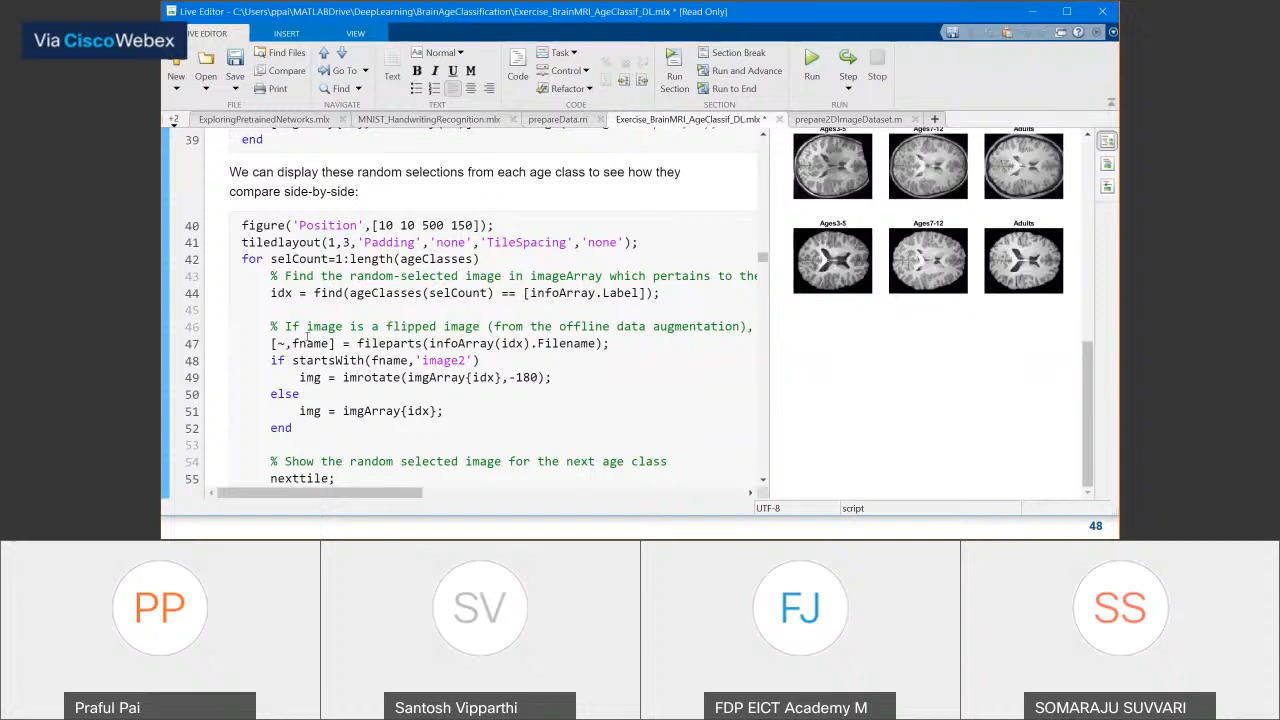 Live Editor - C:\Users\ppai\MATLABDrive\DeepLearning\BrainAgeClassification\Exercise_BrainMRI_AgeClassif_DL.mlx * [Read Only]
Via CiscoWebex
LIVE EDITOR INSERT VIEW
New Open Save Find Files Compare Print
Go To Find
Text Normal
B I U M
Code Task Control Refactor
Run Section Section Break Run and Advance Run to End
Run Step Stop
FILE NAVIGATE TEXT CODE SECTION RUN
+2 ExploringPretrainedNetworks.mlx MNIST_HandwritingRecognition.mlx prepareData Exercise_BrainMRI_AgeClassif_DL.mlx * prepare2DImageDataset.m +
39 end
We can display these random selections from each age class to see how they
compare side-by-side:
40 figure('Position',[10 10 500 150]);
41 tiledlayout(1,3,'Padding','none','TileSpacing','none');
42 for selCount=1:length(ageClasses)
43 % Find the random-selected image in imageArray which pertains to the
44 idx = find(ageClasses(selCount) == [infoArray.Label]);
45
46 % If image is a flipped image (from the offline data augmentation),
47 [~,fname] = fileparts(infoArray(idx).Filename);
48 if startsWith(fname,'image2')
49 img = imrotate(imgArray{idx},-180);
50 else
51 img = imgArray{idx};
52 end
53
54 % Show the random selected image for the next age class
55 nexttile;
Ages3-5 Ages7-12 Adults
Ages3-5 Ages7-12 Adults
UTF-8 script
48
PP SV FJ SS
Praful Pai
Santosh Vipparthi
FDP EICT Academy M
SOMARAJU SUVVARI